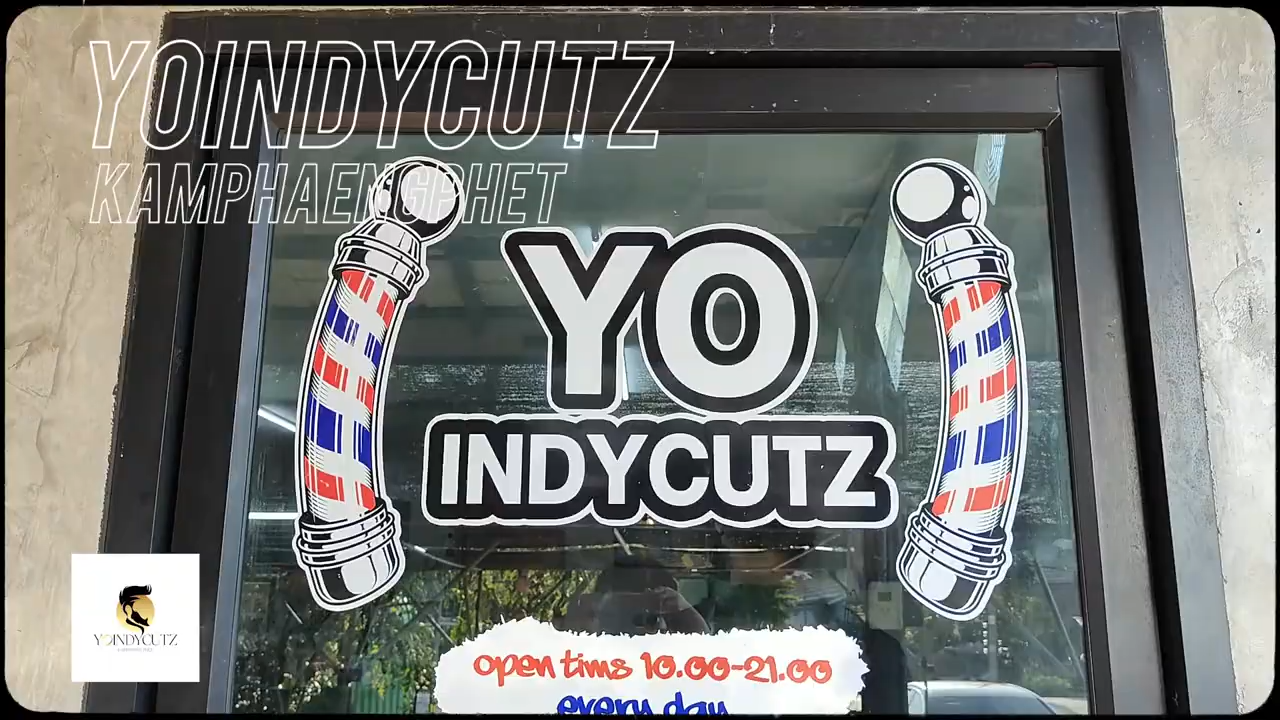 YOINDYCUTZ
KAMPHAENGPHET
YO
INDYCUTZ
YOINDYCUTZ
open tims 10.00-21.00
every day